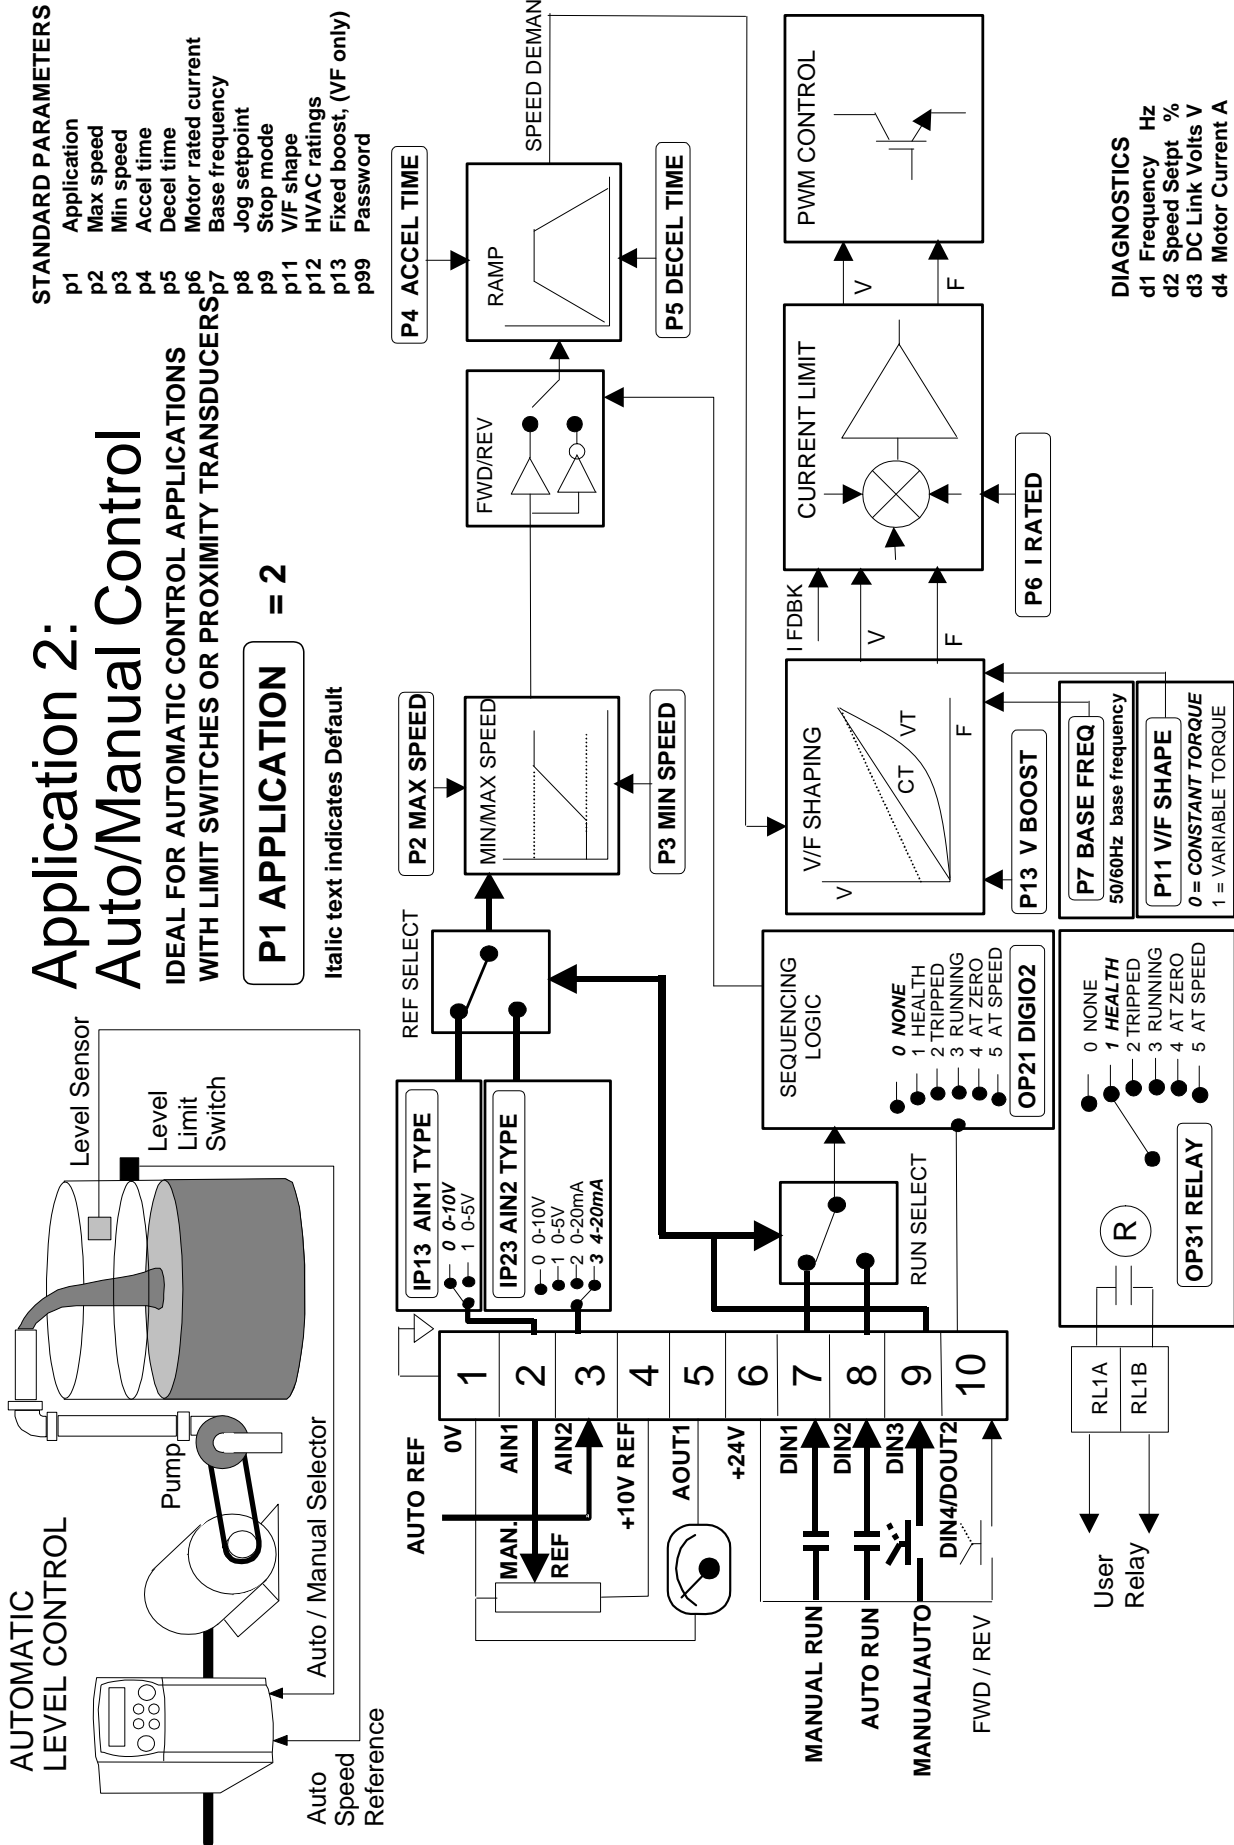 Application 2:
Auto/Manual Control
IDEAL FOR AUTOMATIC CONTROL APPLICATIONS
WITH LIMIT SWITCHES OR PROXIMITY TRANSDUCERS
P1 APPLICATION = 2
Italic text indicates Default
STANDARD PARAMETERS
p1 Application
p2 Max speed
p3 Min speed
p4 Accel time
p5 Decel time
p6 Motor rated current
p7 Base frequency
p8 Jog setpoint
p9 Stop mode
p11 V/F shape
p12 HVAC ratings
p13 Fixed boost, (VF only)
p99 Password
AUTOMATIC
LEVEL CONTROL
Pump
Level Sensor
Level
Limit
Switch
Auto / Manual Selector
Auto
Speed
Reference
AUTO REF
0V
MAN.
REF
AIN1
AIN2
+10V REF
AOUT1
+24V
DIN1
DIN2
DIN3
DIN4/DOUT2
MANUAL RUN
AUTO RUN
MANUAL/AUTO
FWD / REV
1
2
3
4
5
6
7
8
9
10
IP13 AIN1 TYPE
0 0-10V
1 0-5V
IP23 AIN2 TYPE
0 0-10V
1 0-5V
2 0-20mA
3 4-20mA
REF SELECT
RUN SELECT
P2 MAX SPEED
MIN/MAX SPEED
P3 MIN SPEED
FWD/REV
P4 ACCEL TIME
RAMP
P5 DECEL TIME
SPEED DEMAN
SEQUENCING
LOGIC
0 NONE
1 HEALTH
2 TRIPPED
3 RUNNING
4 AT ZERO
5 AT SPEED
OP21 DIGIO2
V/F SHAPING
V
CT
VT
F
P13 V BOOST
P7 BASE FREQ
50/60Hz base frequency
P11 V/F SHAPE
0 = CONSTANT TORQUE
1 = VARIABLE TORQUE
I FDBK
V
F
CURRENT LIMIT
P6 I RATED
V
F
PWM CONTROL
User
Relay
RL1A
RL1B
R
OP31 RELAY
0 NONE
1 HEALTH
2 TRIPPED
3 RUNNING
4 AT ZERO
5 AT SPEED
DIAGNOSTICS
d1 Frequency Hz
d2 Speed Setpt %
d3 DC Link Volts V
d4 Motor Current A